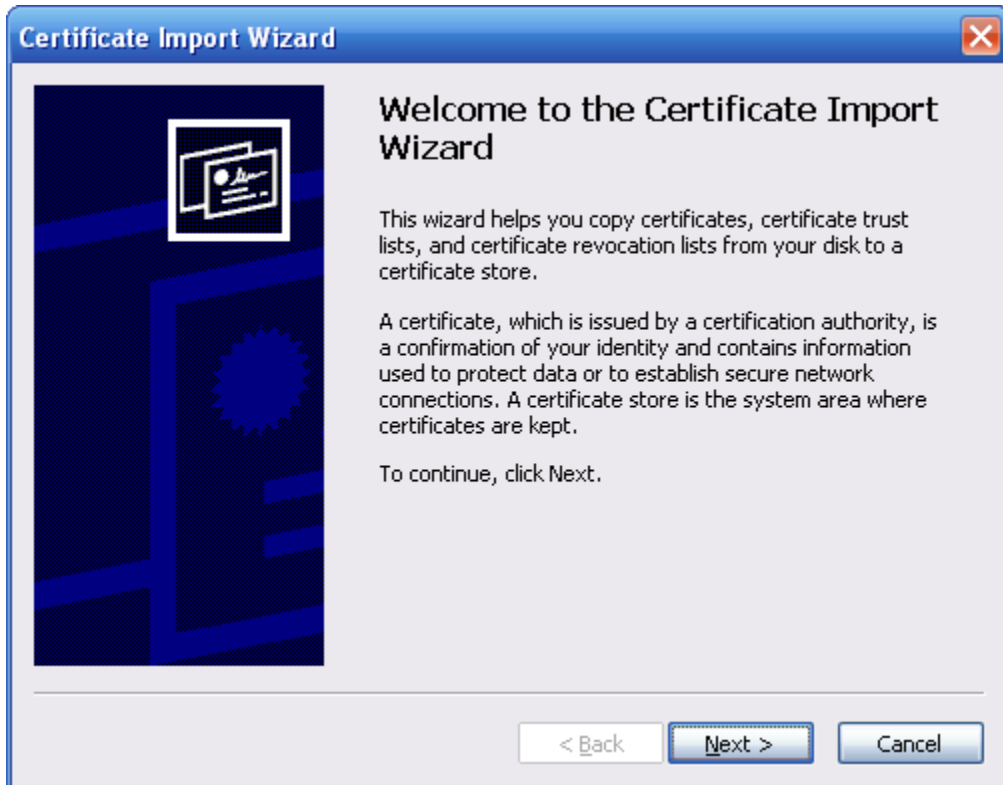 Certificate Import Wizard
Welcome to the Certificate Import
Wizard
This wizard helps you copy certificates, certificate trust
lists, and certificate revocation lists from your disk to a
certificate store.
A certificate, which is issued by a certification authority, is
a confirmation of your identity and contains information
used to protect data or to establish secure network
connections. A certificate store is the system area where
certificates are kept.
To continue, click Next.
< Back Next > Cancel